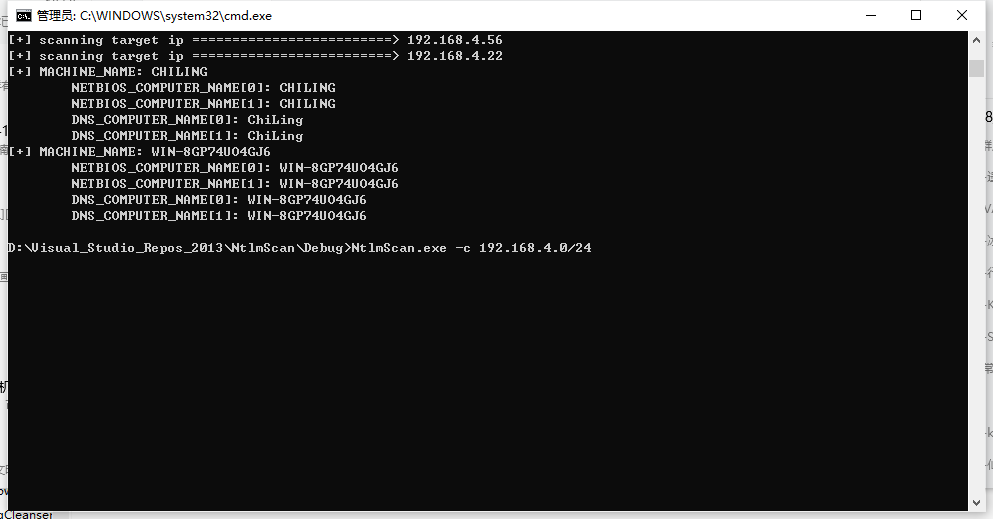 管理员: C:\WINDOWS\system32\cmd.exe
[+] scanning target ip =========================> 192.168.4.56
[+] scanning target ip =========================> 192.168.4.22
[+] MACHINE_NAME: CHILING
NETBIOS_COMPUTER_NAME[0]: CHILING
NETBIOS_COMPUTER_NAME[1]: CHILING
DNS_COMPUTER_NAME[0]: ChiLing
DNS_COMPUTER_NAME[1]: ChiLing
[+] MACHINE_NAME: WIN-8GP74UO4GJ6
NETBIOS_COMPUTER_NAME[0]: WIN-8GP74UO4GJ6
NETBIOS_COMPUTER_NAME[1]: WIN-8GP74UO4GJ6
DNS_COMPUTER_NAME[0]: WIN-8GP74UO4GJ6
DNS_COMPUTER_NAME[1]: WIN-8GP74UO4GJ6
D:\Visual_Studio_Repos_2013\NtlmScan\Debug>NtlmScan.exe -c 192.168.4.0/24